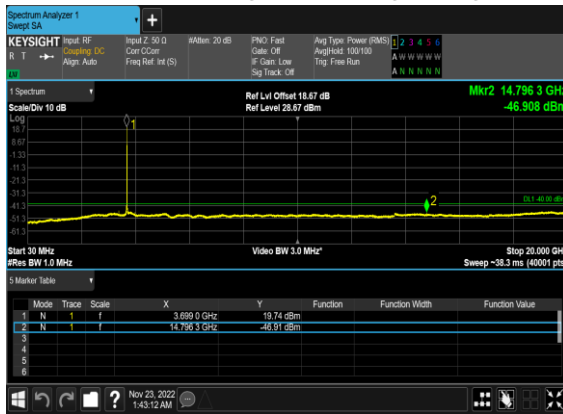 Spectrum Analyzer 1
Swept SA
+
KEYSIGHT Input: RF Input Z: 50 Ω #Atten: 20 dB PNO: Fast Avg Type: Power (RMS) 1 2 3 4 5 6
R T Coupling: DC Corr CCorr Gate: Off Avg|Hold: 100/100 A W W W W W
Align: Auto Freq Ref: Int (S) IF Gain: Low Trig: Free Run
Sig Track: Off A N N N N N
1 Spectrum
Ref Lvl Offset 18.67 dB Mkr2 14.796 3 GHz
Scale/Div 10 dB Ref Level 28.67 dBm -46.908 dBm
Log
18.7 1
8.67
-1.33
-11.3
-21.3
-31.3
-41.3 2 DL1 -40.00 dBm
-51.3
-61.3
Start 30 MHz Video BW 3.0 MHz* Stop 20.000 GHz
#Res BW 1.0 MHz Sweep ~38.3 ms (40001 pts)
5 Marker Table
Mode Trace Scale X Y Function Function Width Function Value
1 N 1 f 3.699 0 GHz 19.74 dBm
2 N 1 f 14.796 3 GHz -46.91 dBm
3
4
5
6
? Nov 23, 2022
1:43:12 AM